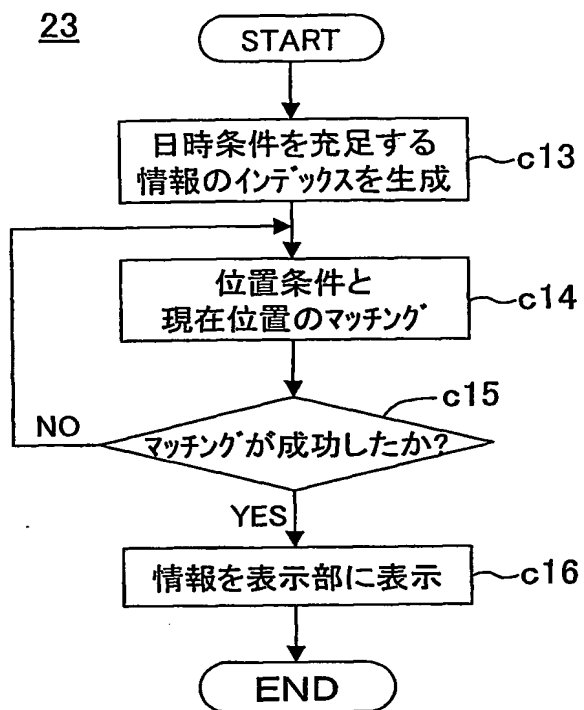 23
START
日時条件を充足する
情報のインデックスを生成
c13
位置条件と
現在位置のマッチング
c14
c15
マッチングが成功したか?
NO
YES
情報を表示部に表示
c16
END